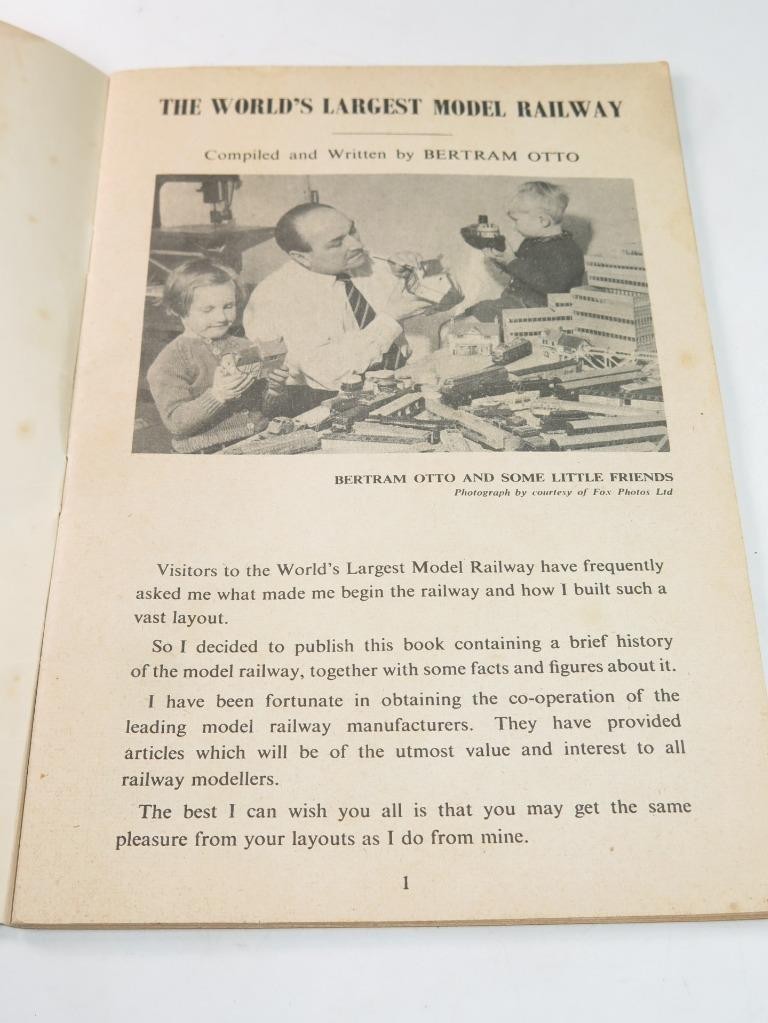 THE WORLD'S LARGEST MODEL RAILWAY
Compiled and Written by BERTRAM OTTO
BERTRAM OTTO AND SOME LITTLE FRIENDS
Photograph by courtesy of Fox Photos Ltd
Visitors to the World's Largest Model Railway have frequently
asked me what made me begin the railway and how I built such a
vast layout.
So I decided to publish this book containing a brief history
of the model railway, together with some facts and figures about it.
I have been fortunate in obtaining the co-operation of the
leading model railway manufacturers. They have provided
articles which will be of the utmost value and interest to all
railway modellers.
The best I can wish you all is that you may get the same
pleasure from your layouts as I do from mine.
1